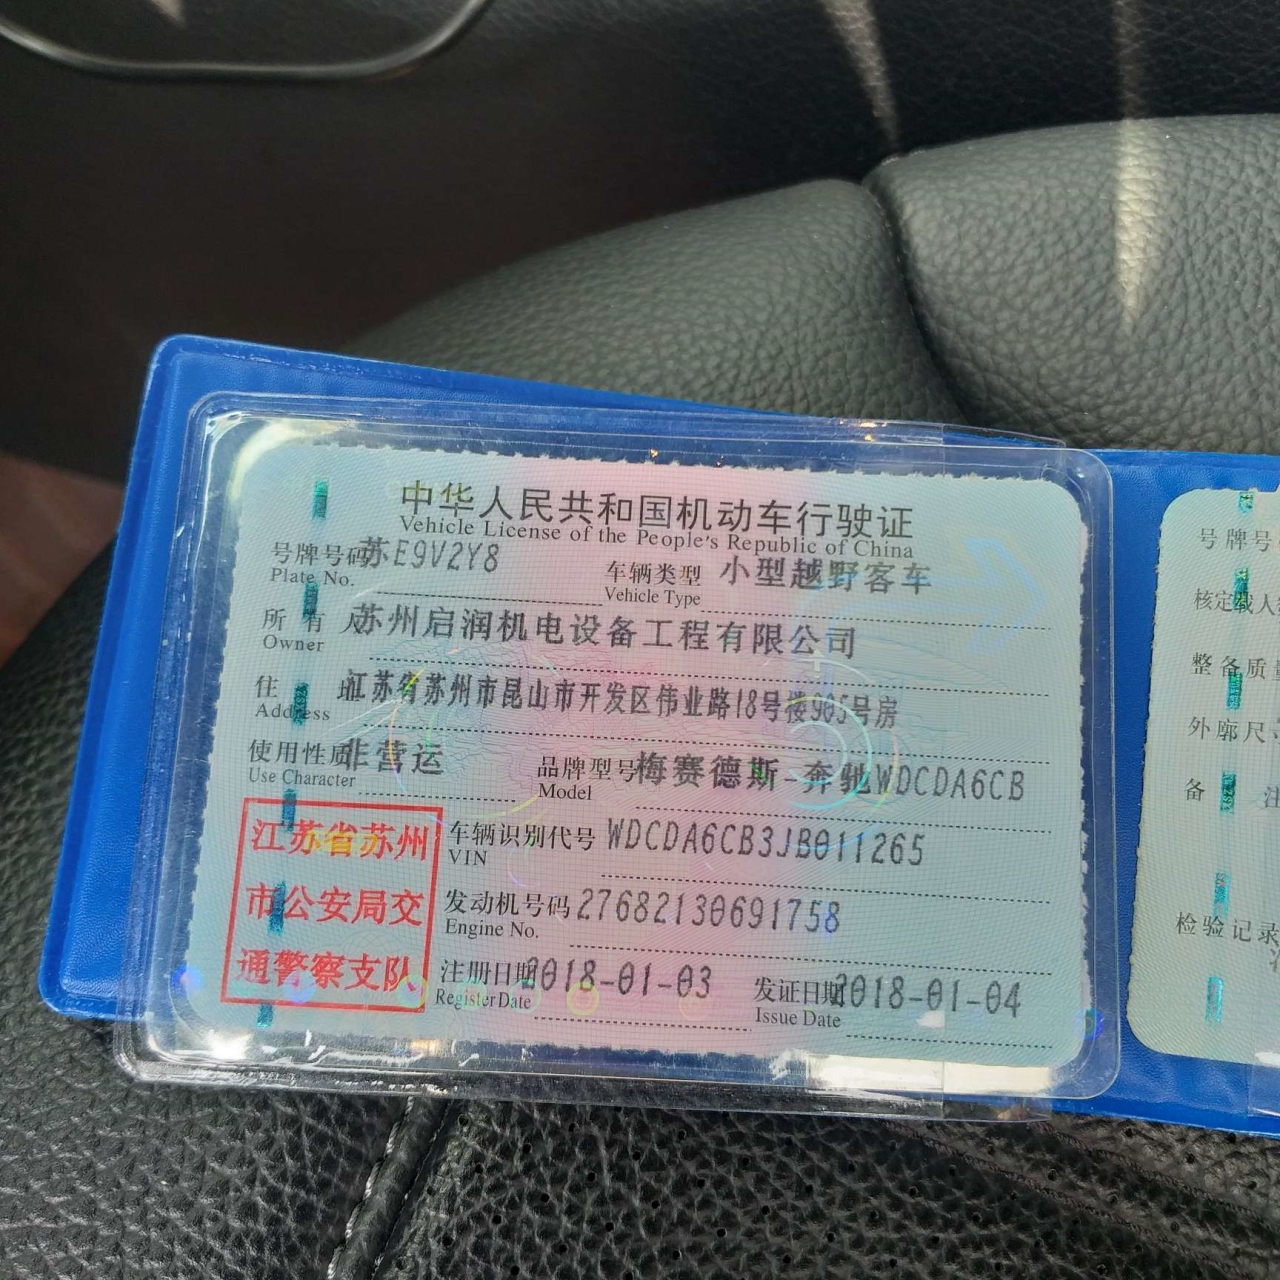 中华人民共和国机动车行驶证
Vehicle License of the People's Republic of China
号牌号码 苏E9V2Y8 车辆类型 小型越野客车
Plate No. Vehicle Type
所有人 苏州启润机电设备工程有限公司
Owner
住址 江苏省苏州市昆山市开发区伟业路18号楼905号房
Address
使用性质 非营运 品牌型号 梅赛德斯 奔驰WDCDA6CB
Use Character Model
江苏省苏州
市公安局交
通警察支队
车辆识别代号 WDCDA6CB3JB011265
VIN
发动机号码 27682130691758
Engine No.
注册日期 2018-01-03 发证日期 2018-01-04
Register Date Issue Date
号牌号
核定载人
整备质量
外廓尺寸
备 注
检验记录